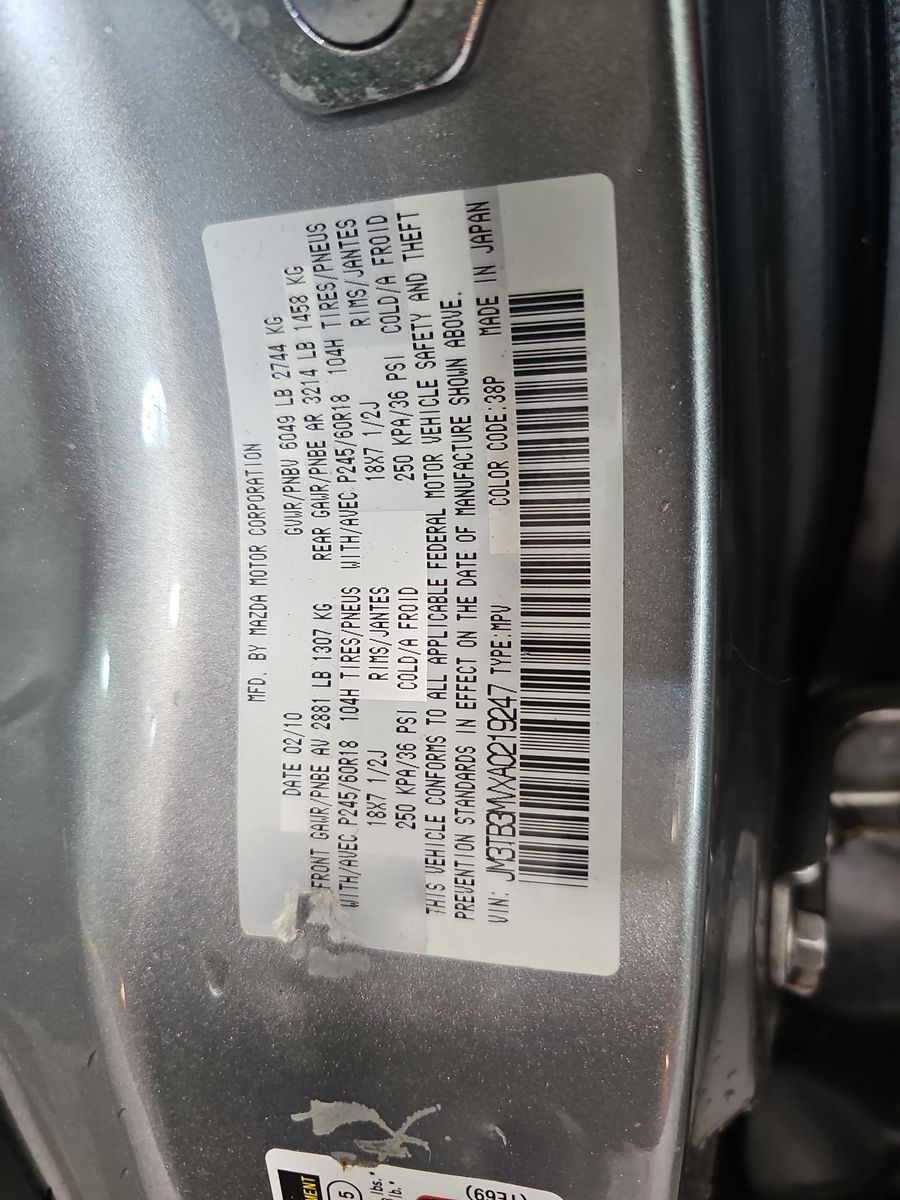 MFD. BY MAZDA MOTOR CORPORATION
DATE 02/10 GVWR/PNBV 6049 LB 2744 KG
FRONT GAWR/PNBE AV 2881 LB 1307 KG REAR GAWR/PNBE AR 3214 LB 1458 KG
WITH/AVEC P245/60R18 104H TIRES/PNEUS WITH/AVEC P245/60R18 104H TIRES/PNEUS
18X7 1/2J RIMS/JANTES 18X7 1/2J RIMS/JANTES
250 KPA/36 PSI COLD/A FROID 250 KPA/36 PSI COLD/A FROID
THIS VEHICLE CONFORMS TO ALL APPLICABLE FEDERAL MOTOR VEHICLE SAFETY AND THEFT
PREVENTION STANDARDS IN EFFECT ON THE DATE OF MANUFACTURE SHOWN ABOVE.
VIN: JM3TB3MVXA0219247 TYPE:MPV COLOR CODE:38P MADE IN JAPAN
5
lbs.*
lb.*